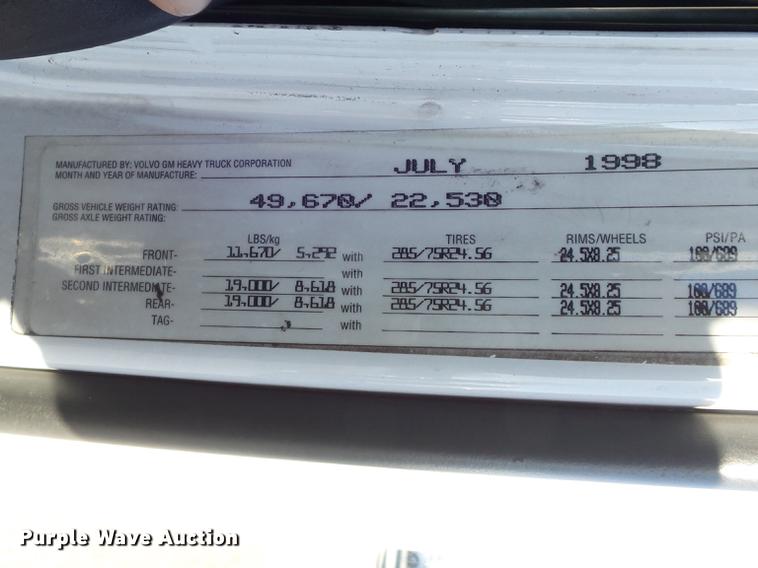 MANUFACTURED BY: VOLVO GM HEAVY TRUCK CORPORATION
MONTH AND YEAR OF MANUFACTURE: JULY 1998
GROSS VEHICLE WEIGHT RATING: 49,670/ 22,530
GROSS AXLE WEIGHT RATING:
LBS/kg TIRES RIMS/WHEELS PSI/PA
FRONT- 11,670/ 5,292 with 285/75R24.5G 24.5X8.25 100/689
FIRST INTERMEDIATE- with
SECOND INTERMEDIATE- 19,000/ 8,618 with 285/75R24.5G 24.5X8.25 100/689
REAR- 19,000/ 8,618 with 285/75R24.5G 24.5X8.25 100/689
TAG- with
Purple Wave Auction